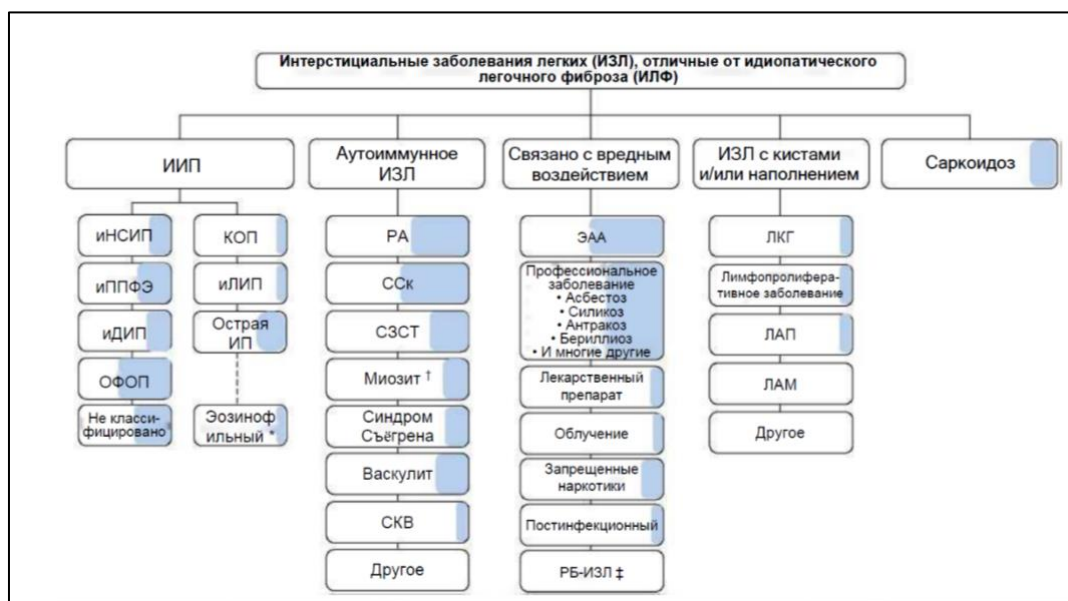 Интерстициальные заболевания легких (ИЗЛ), отличные от идиопатического
легочного фиброза (ИЛФ)
ИИП
Аутоиммунное
ИЗЛ
Связано с вредным
воздействием
ИЗЛ с кистами
и/или наполнением
Саркоидоз
иНСИП
иППФЭ
иДИП
ОФОП
Не класси-
фицировано
КОП
иЛИП
Острая
ИП
Эозиноф
ильный *
РА
ССк
СЗСТ
Миозит †
Синдром
Съёгрена
Васкулит
СКВ
Другое
ЭАА
Профессиональное
заболевание
• Асбестоз
• Силикоз
• Антракоз
• Бериллиоз
• И многие другие
Лекарственный
препарат
Облучение
Запрещенные
наркотики
Постинфекционный
РБ-ИЗЛ ‡
ЛКГ
Лимфопролифера-
тивное заболевание
ЛАП
ЛАМ
Другое